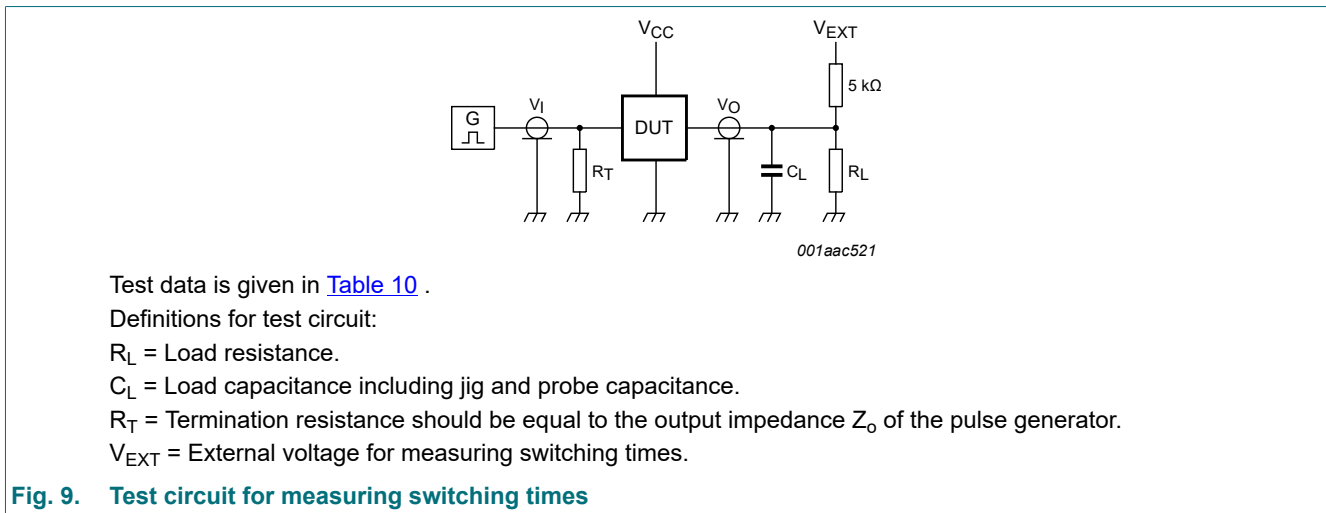 VCC
VEXT
5 kΩ
G
VI
DUT
VO
RT
CL
RL
001aac521
Test data is given in Table 10 .
Definitions for test circuit:
RL = Load resistance.
CL = Load capacitance including jig and probe capacitance.
RT = Termination resistance should be equal to the output impedance Zo of the pulse generator.
VEXT = External voltage for measuring switching times.
Fig. 9. Test circuit for measuring switching times